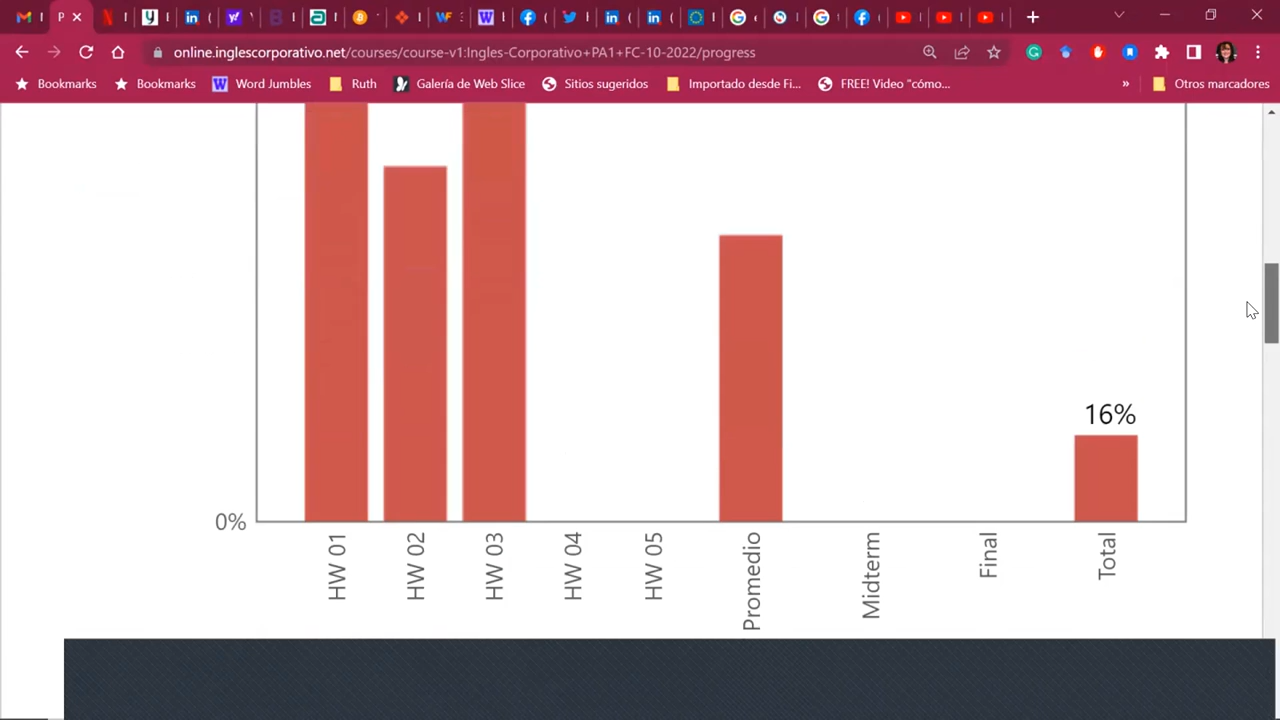 online.inglescorporativo.net/courses/course-v1:Ingles-Corporativo+PA1+FC-10-2022/progress
Bookmarks Bookmarks Word Jumbles Ruth Galería de Web Slice Sitios sugeridos Importado desde Fi... FREE! Video "cómo... » Otros marcadores
16%
0%
HW 01 HW 02 HW 03 HW 04 HW 05 Promedio Midterm Final Total